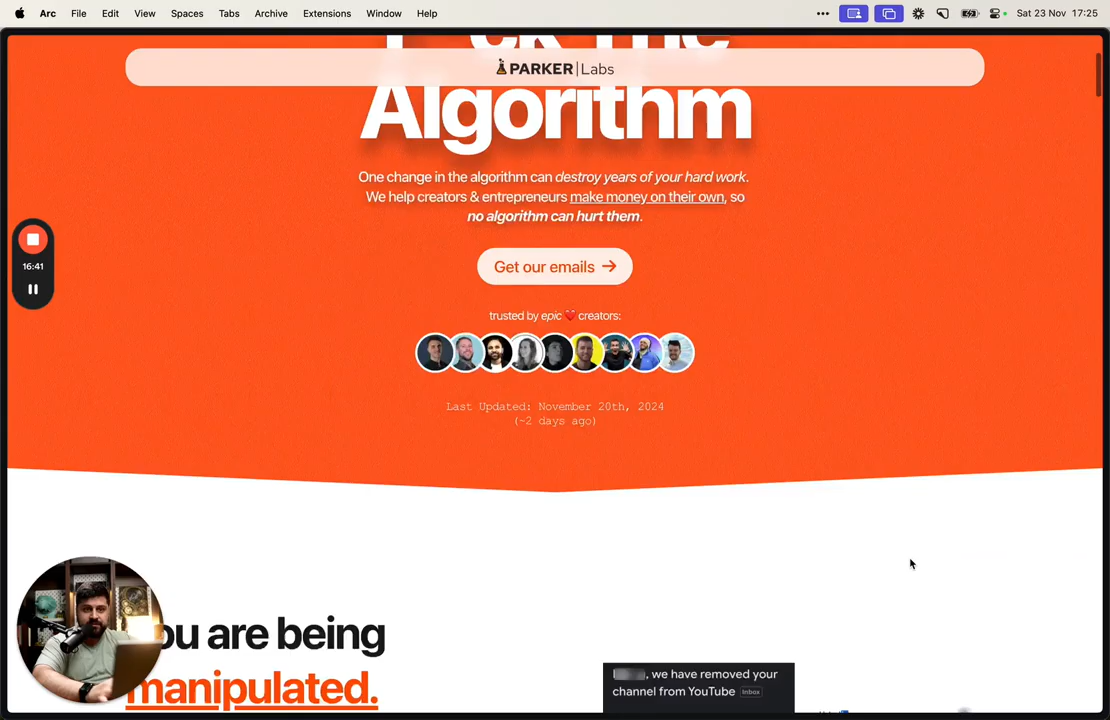 Arc File Edit View Spaces Tabs Archive Extensions Window Help Sat 23 Nov 17:25
PARKER|Labs
Algorithm
One change in the algorithm can destroy years of your hard work.
We help creators & entrepreneurs make money on their own, so
no algorithm can hurt them.
Get our emails →
16:41
trusted by epic ❤️ creators:
Last Updated: November 20th, 2024
(~2 days ago)
ou are being
manipulated.
, we have removed your
channel from YouTube Inbox